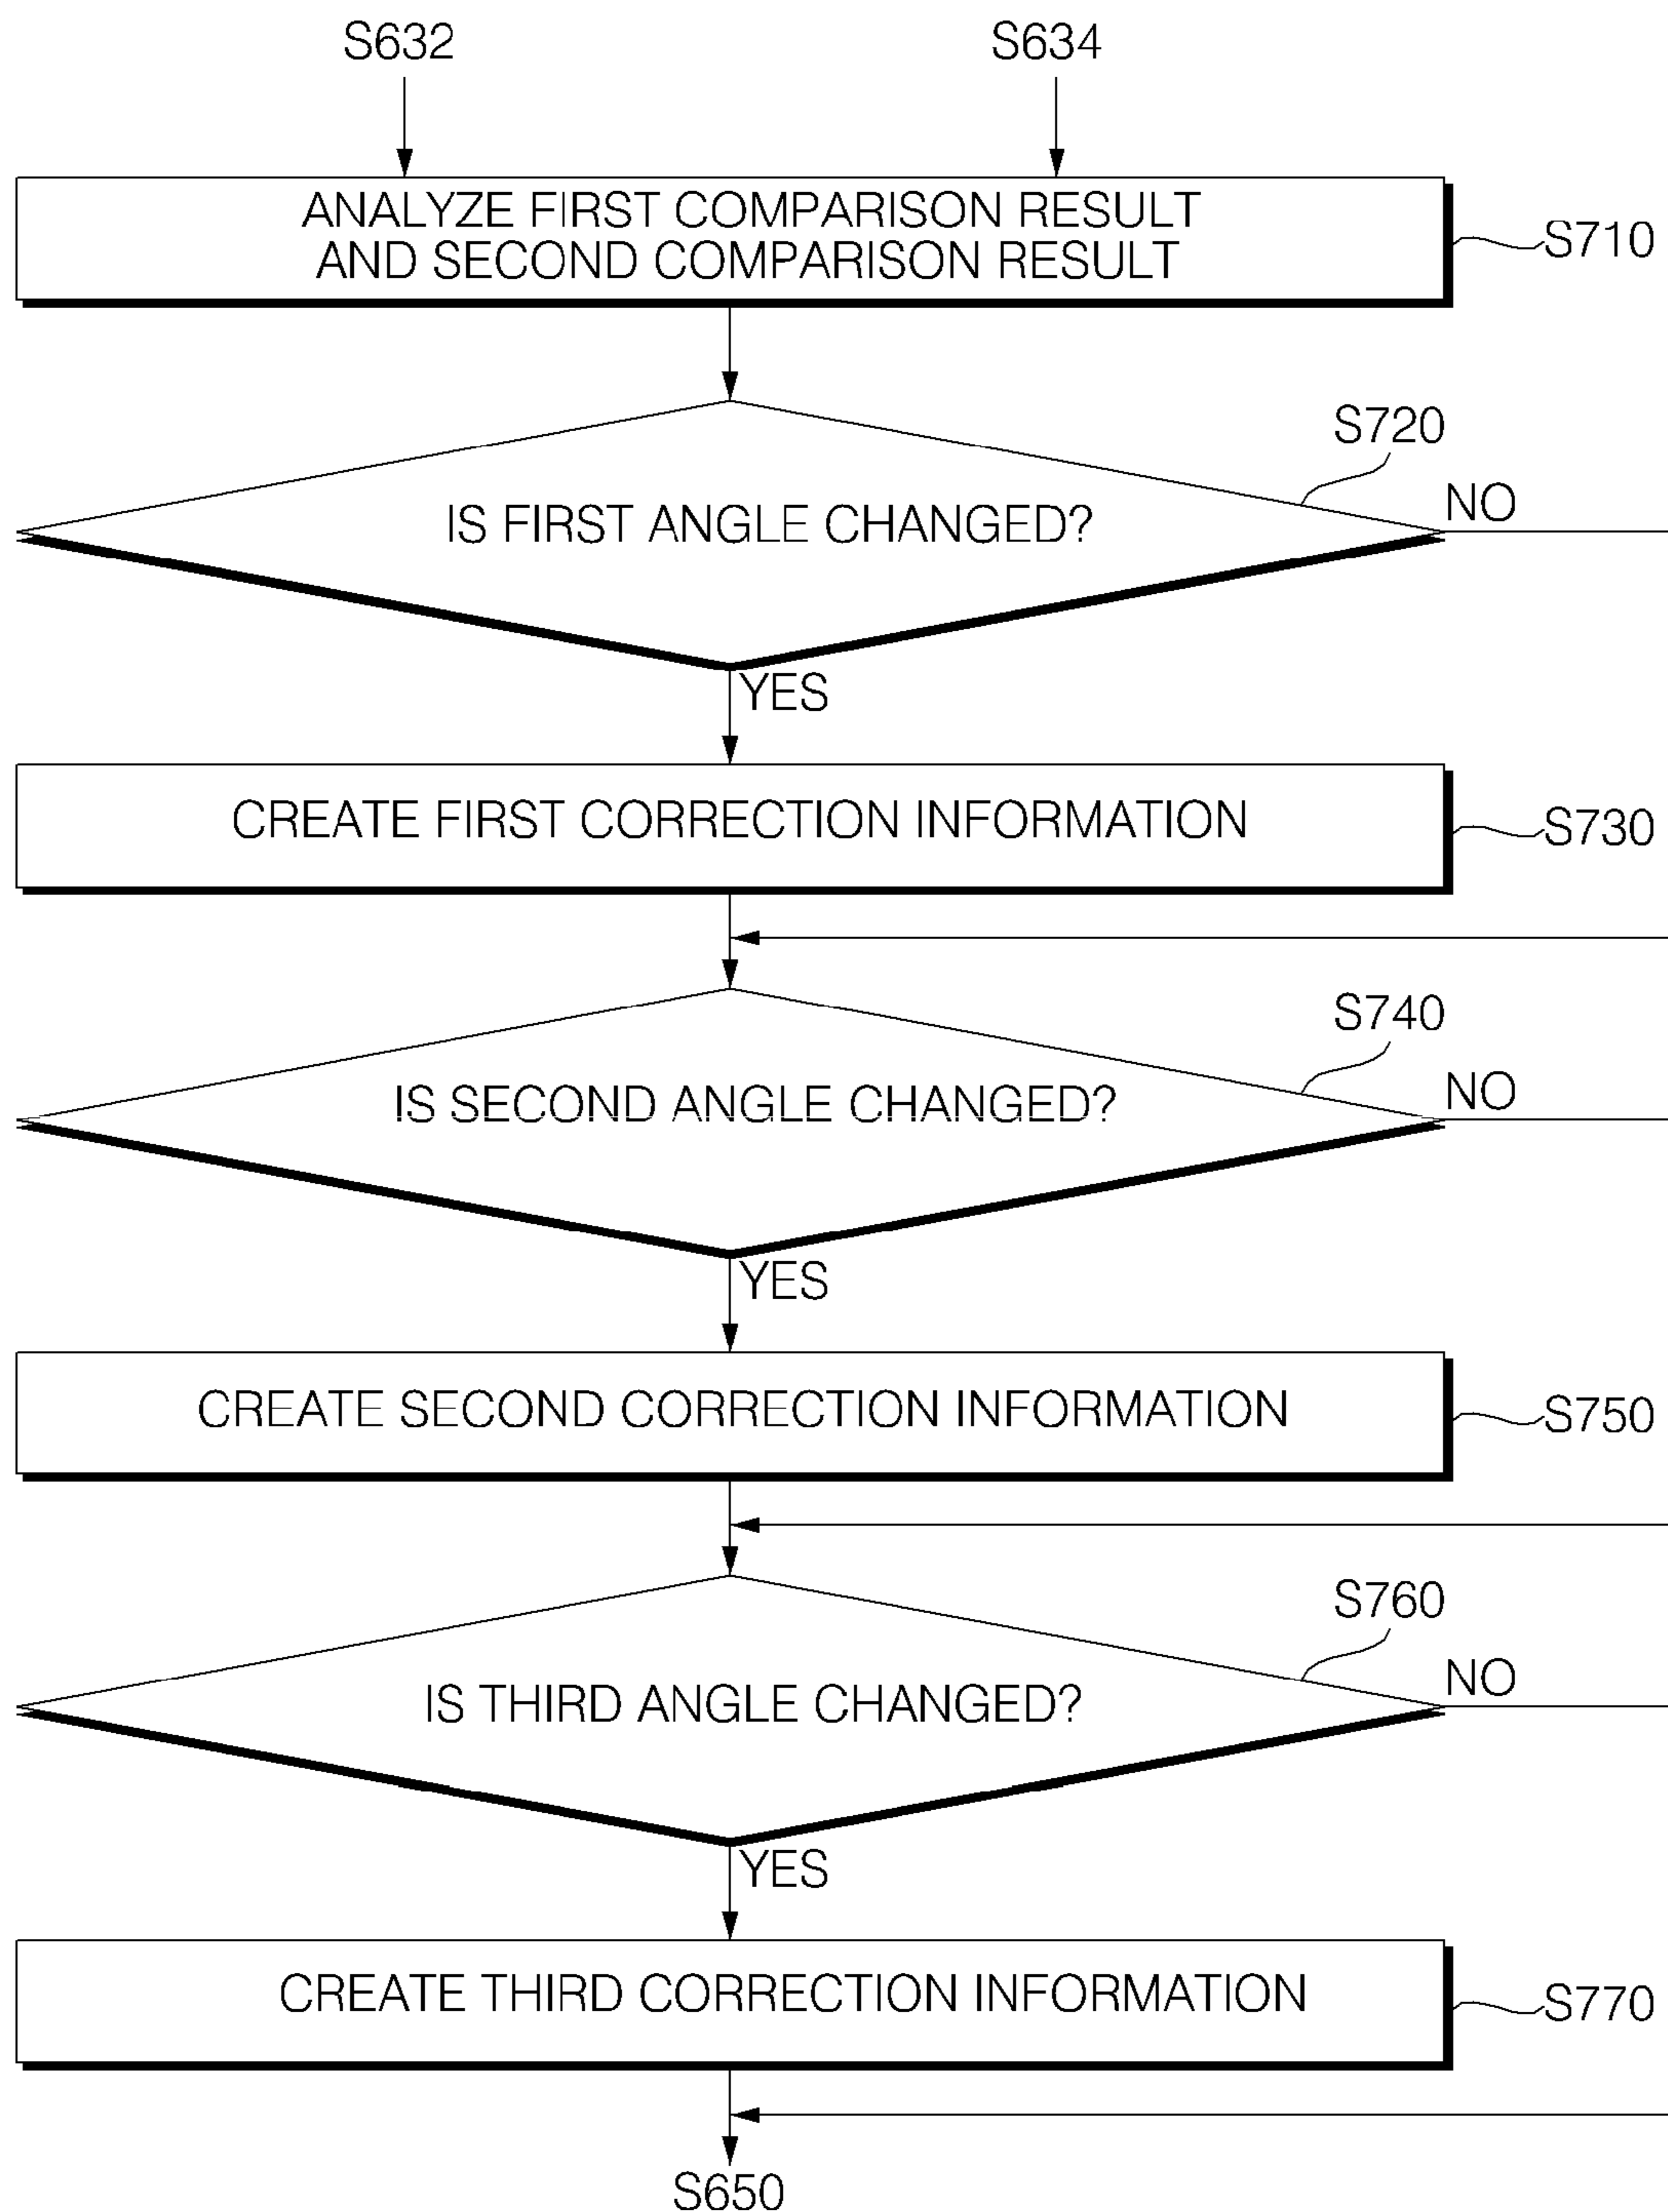 S632
S634
ANALYZE FIRST COMPARISON RESULT
AND SECOND COMPARISON RESULT
S710
S720
IS FIRST ANGLE CHANGED?
NO
YES
CREATE FIRST CORRECTION INFORMATION
S730
S740
IS SECOND ANGLE CHANGED?
NO
YES
CREATE SECOND CORRECTION INFORMATION
S750
S760
IS THIRD ANGLE CHANGED?
NO
YES
CREATE THIRD CORRECTION INFORMATION
S770
S650